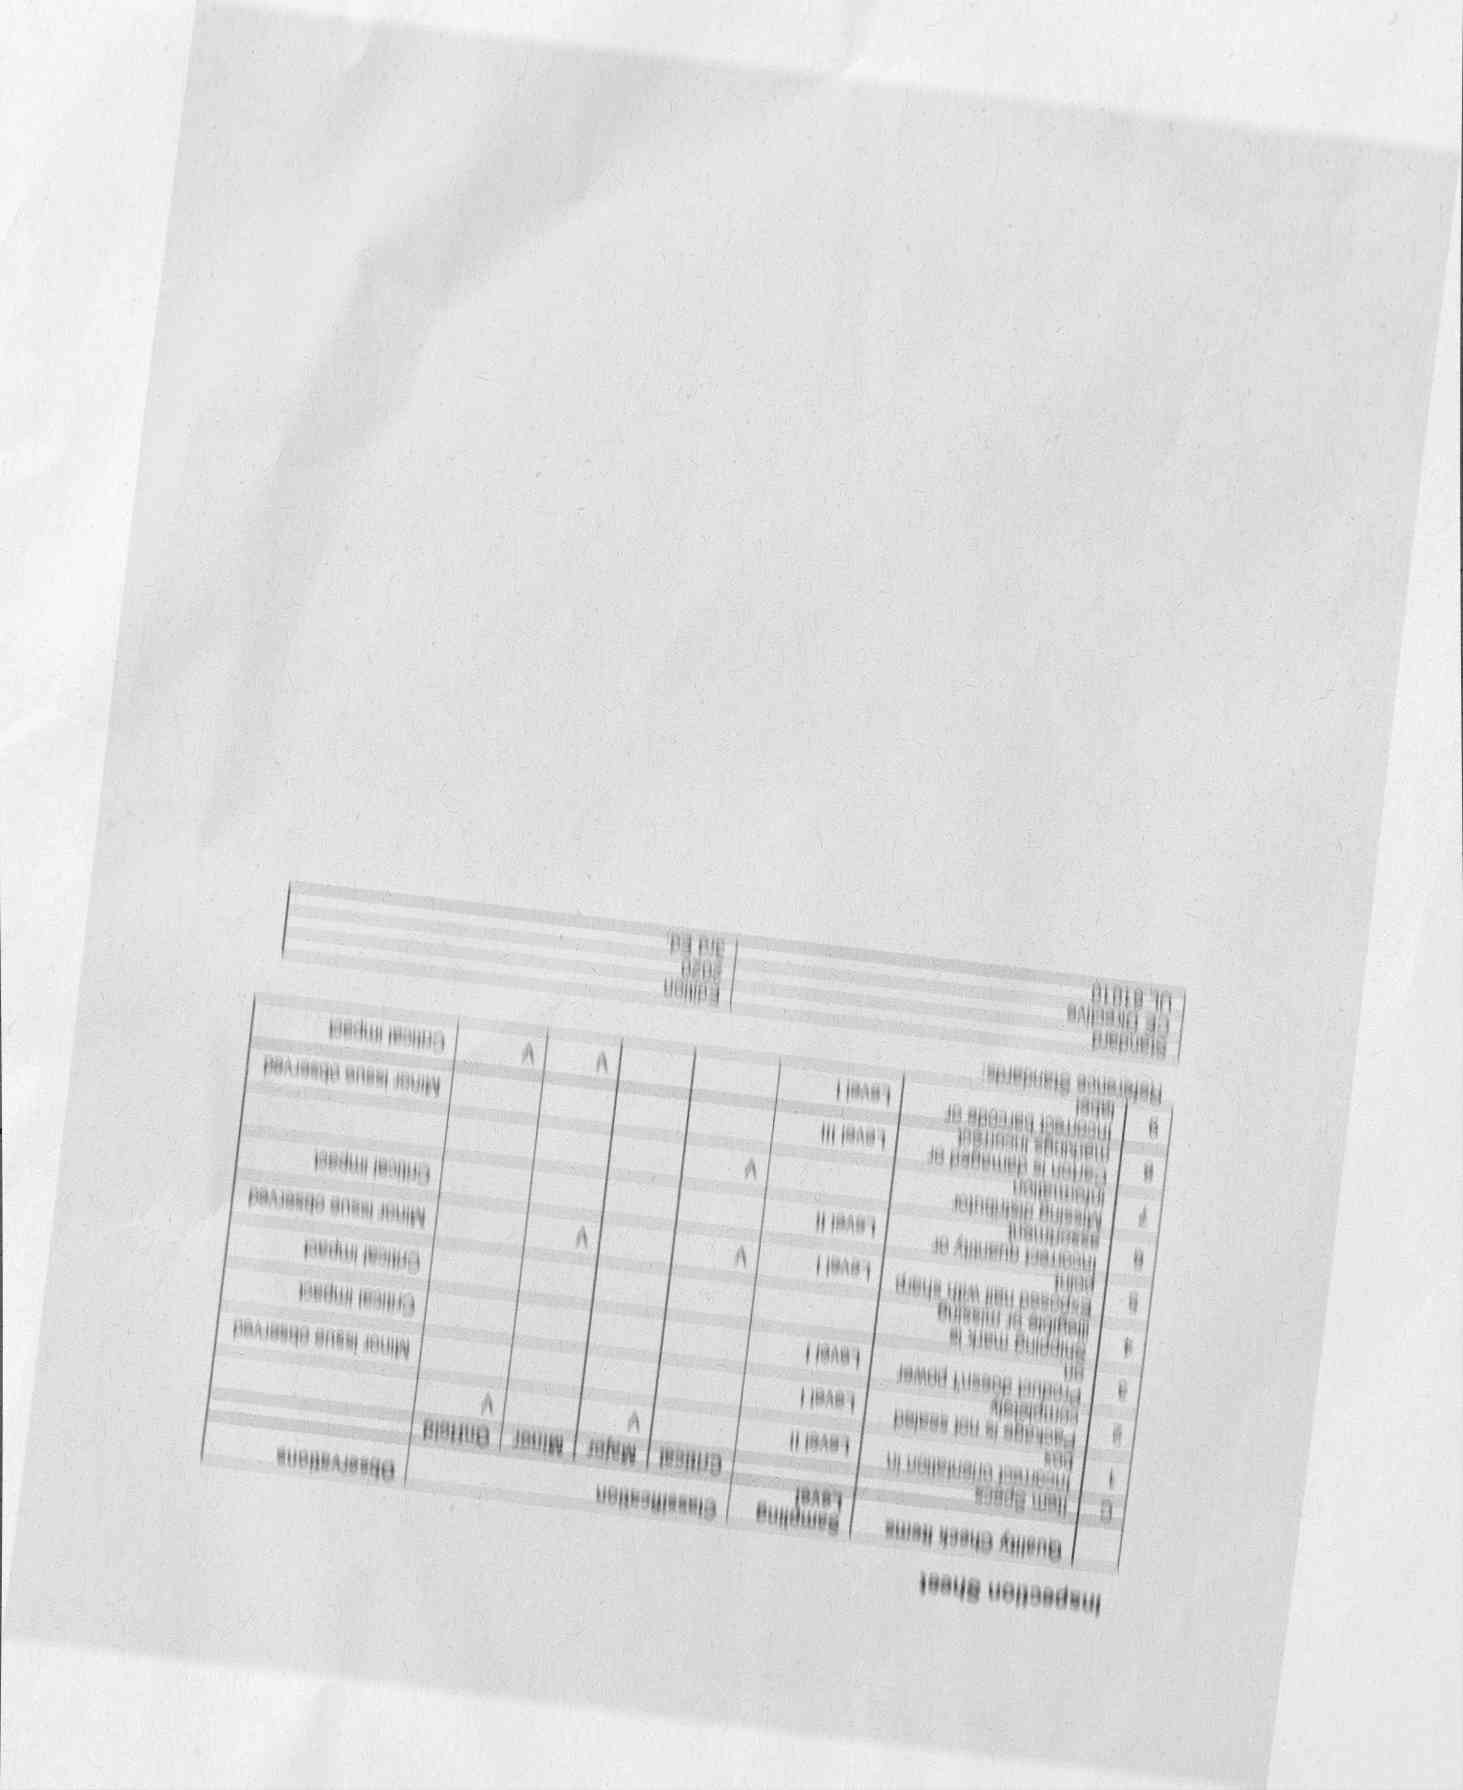 Inspection Sheet
Quality Check Items Sampling Level Classification Observations
Item Specs Critical Major Minor Onfield
1 Incorrect orientation in box Level II V V
2 Package is not sealed completely Level I Minor issue observed
3 Product doesn't power on Level I Critical impact
4 Shipping mark is illegible or missing Critical impact
5 Exposed nail with sharp point Level I V V Minor issue observed
6 Incorrect quantity or assortment Level II Critical impact
7 Missing distributor information V
8 Carton is damaged or markings incorrect Level III Minor issue observed
9 Incorrect barcode or label Level I V V Critical impact
Reference Standards:
Standard Edition
CE Directive 2020
UL 61010 3rd Ed.